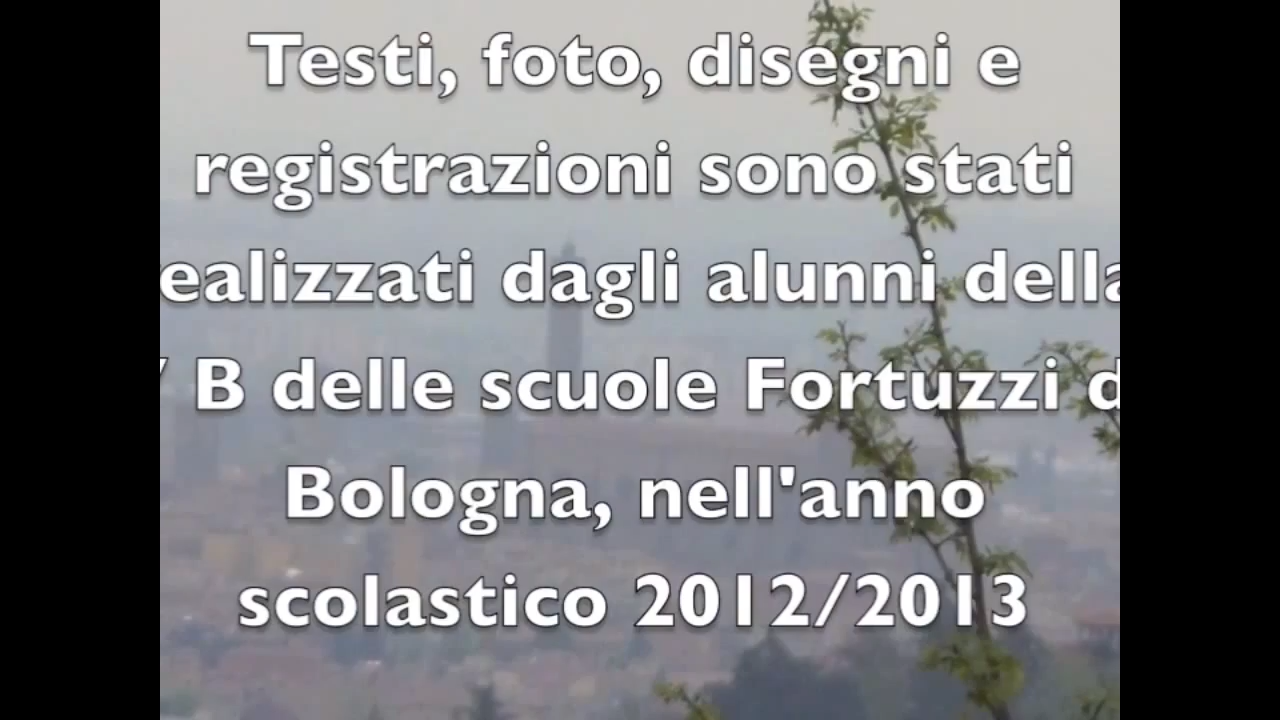 Testi, foto, disegni e
registrazioni sono stati
ealizzati dagli alunni della
B delle scuole Fortuzzi d
Bologna, nell'anno
scolastico 2012/2013